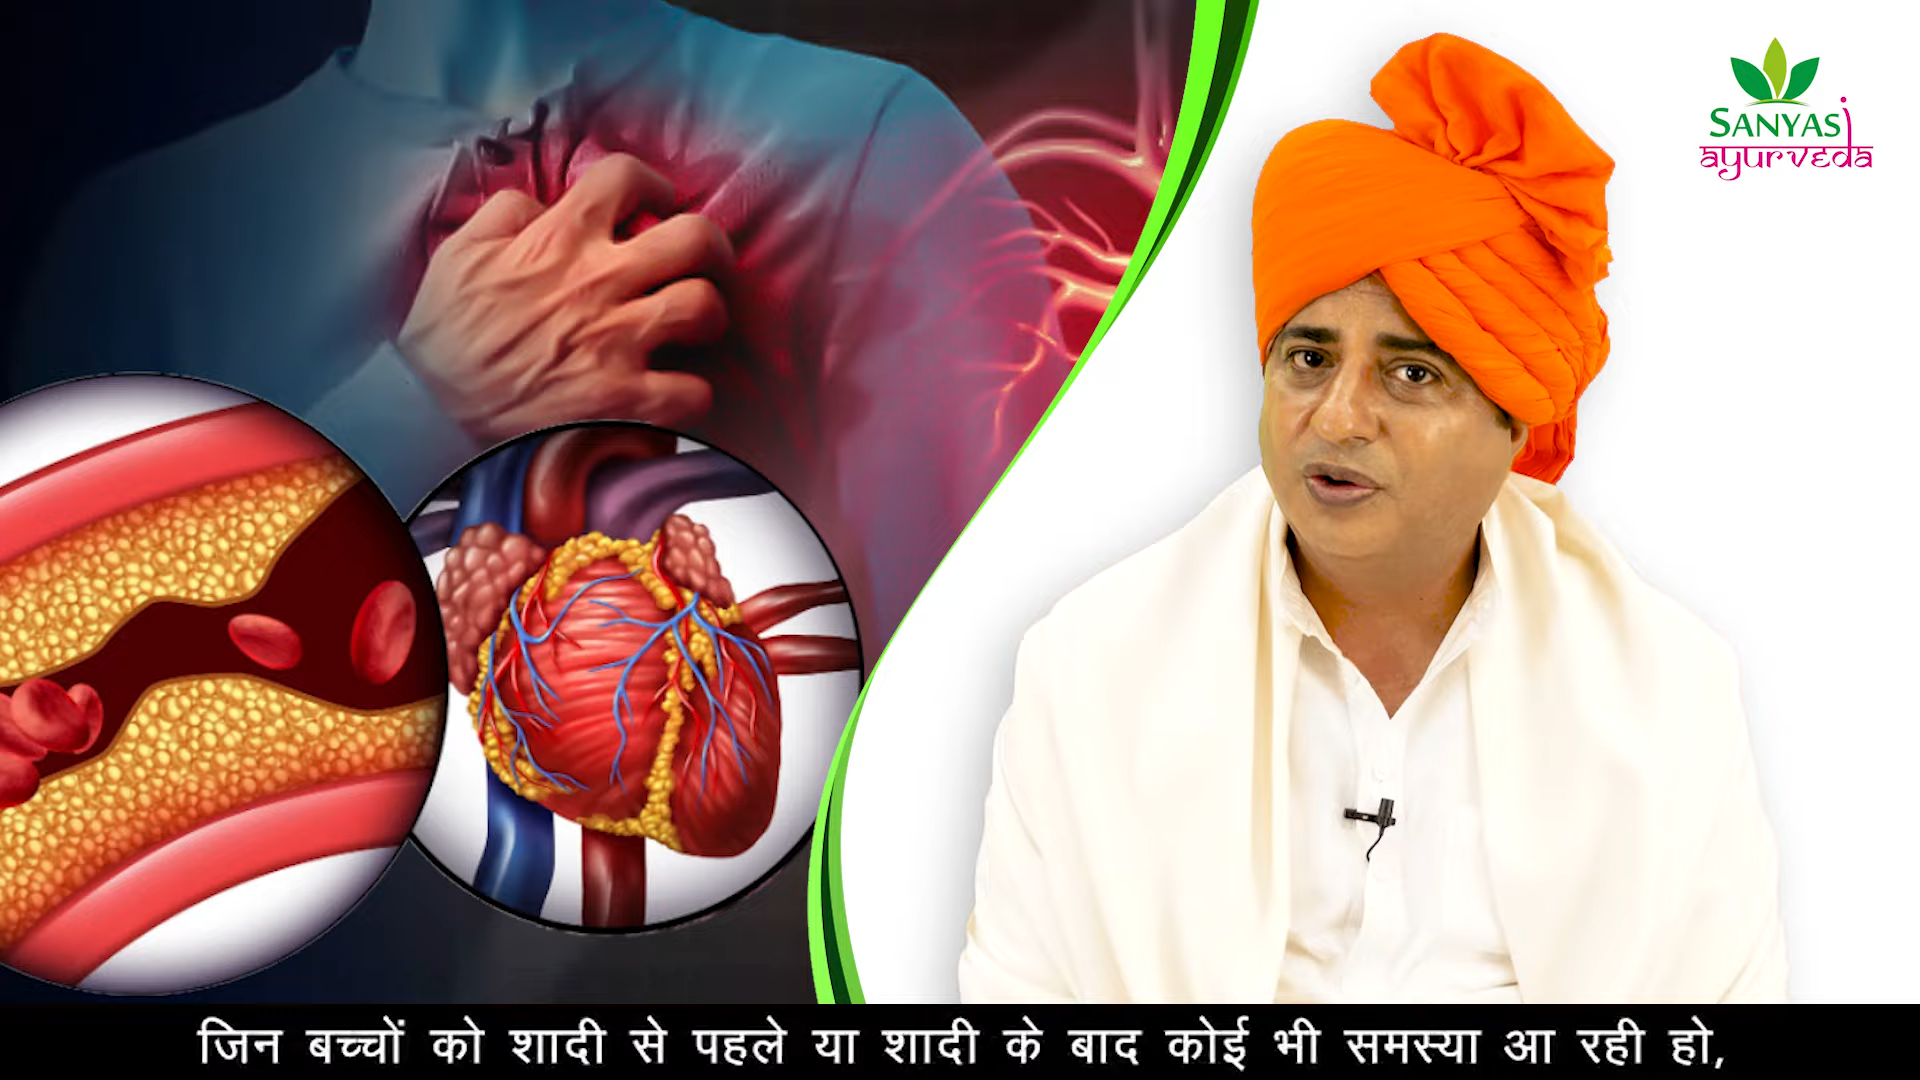 SANYASI
ayurveda
जिन बच्चों को शादी से पहले या शादी के बाद कोई भी समस्या आ रही हो,